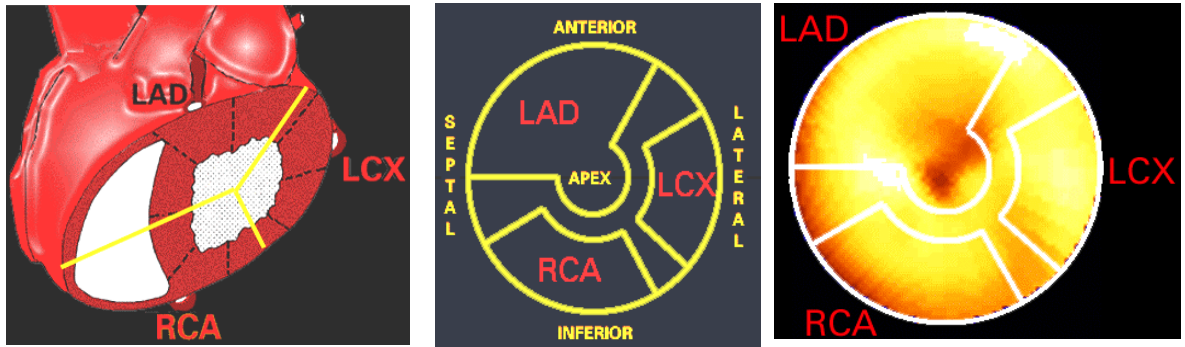 LAD
LCX
RCA
ANTERIOR
SEPTAL
LAD
APEX
LCX
LATERAL
RCA
INFERIOR
LAD
LCX
RCA